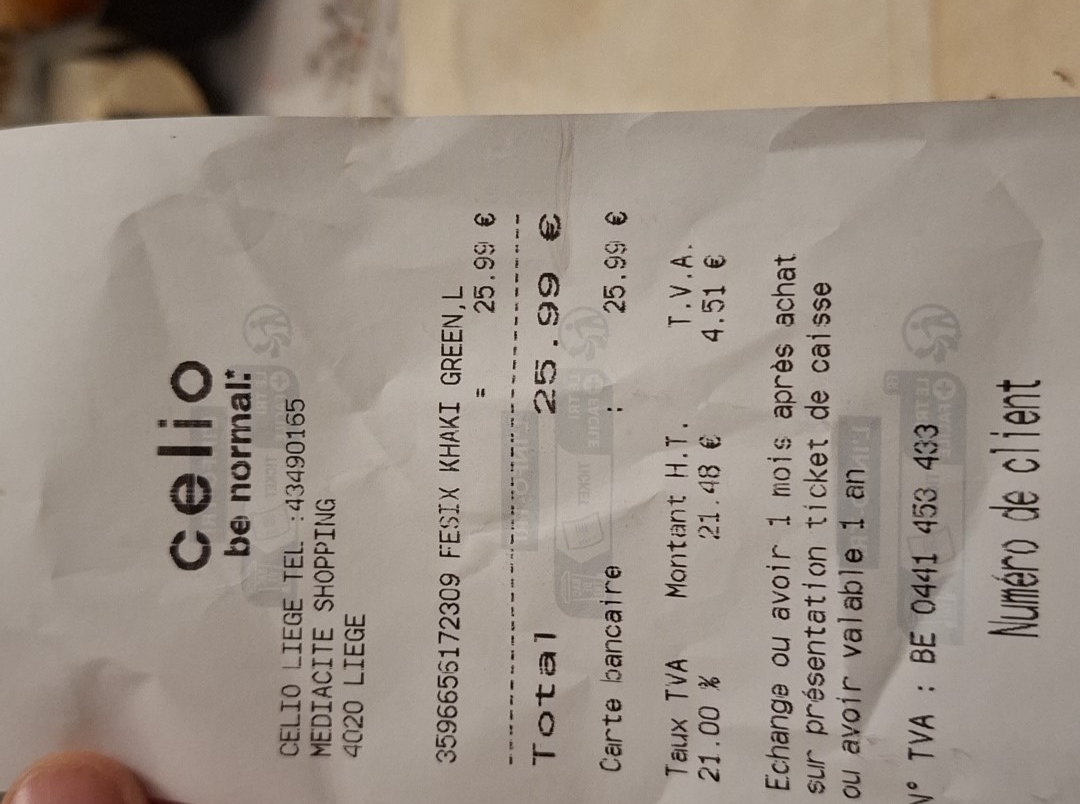 celio
be normal.*
CELIO LIEGE TEL :43490165
MEDIACITE SHOPPING
4020 LIEGE
3596656172309 FESIX KHAKI GREEN,L
= 25.99 €
Total 25.99 €
Carte bancaire : 25.99 €
Taux TVA Montant H.T. T.V.A.
21.00 % 21.48 € 4.51 €
Echange ou avoir 1 mois après achat
sur présentation ticket de caisse
ou avoir valable 1 an
N° TVA : BE 0441 453 433
Numéro de client